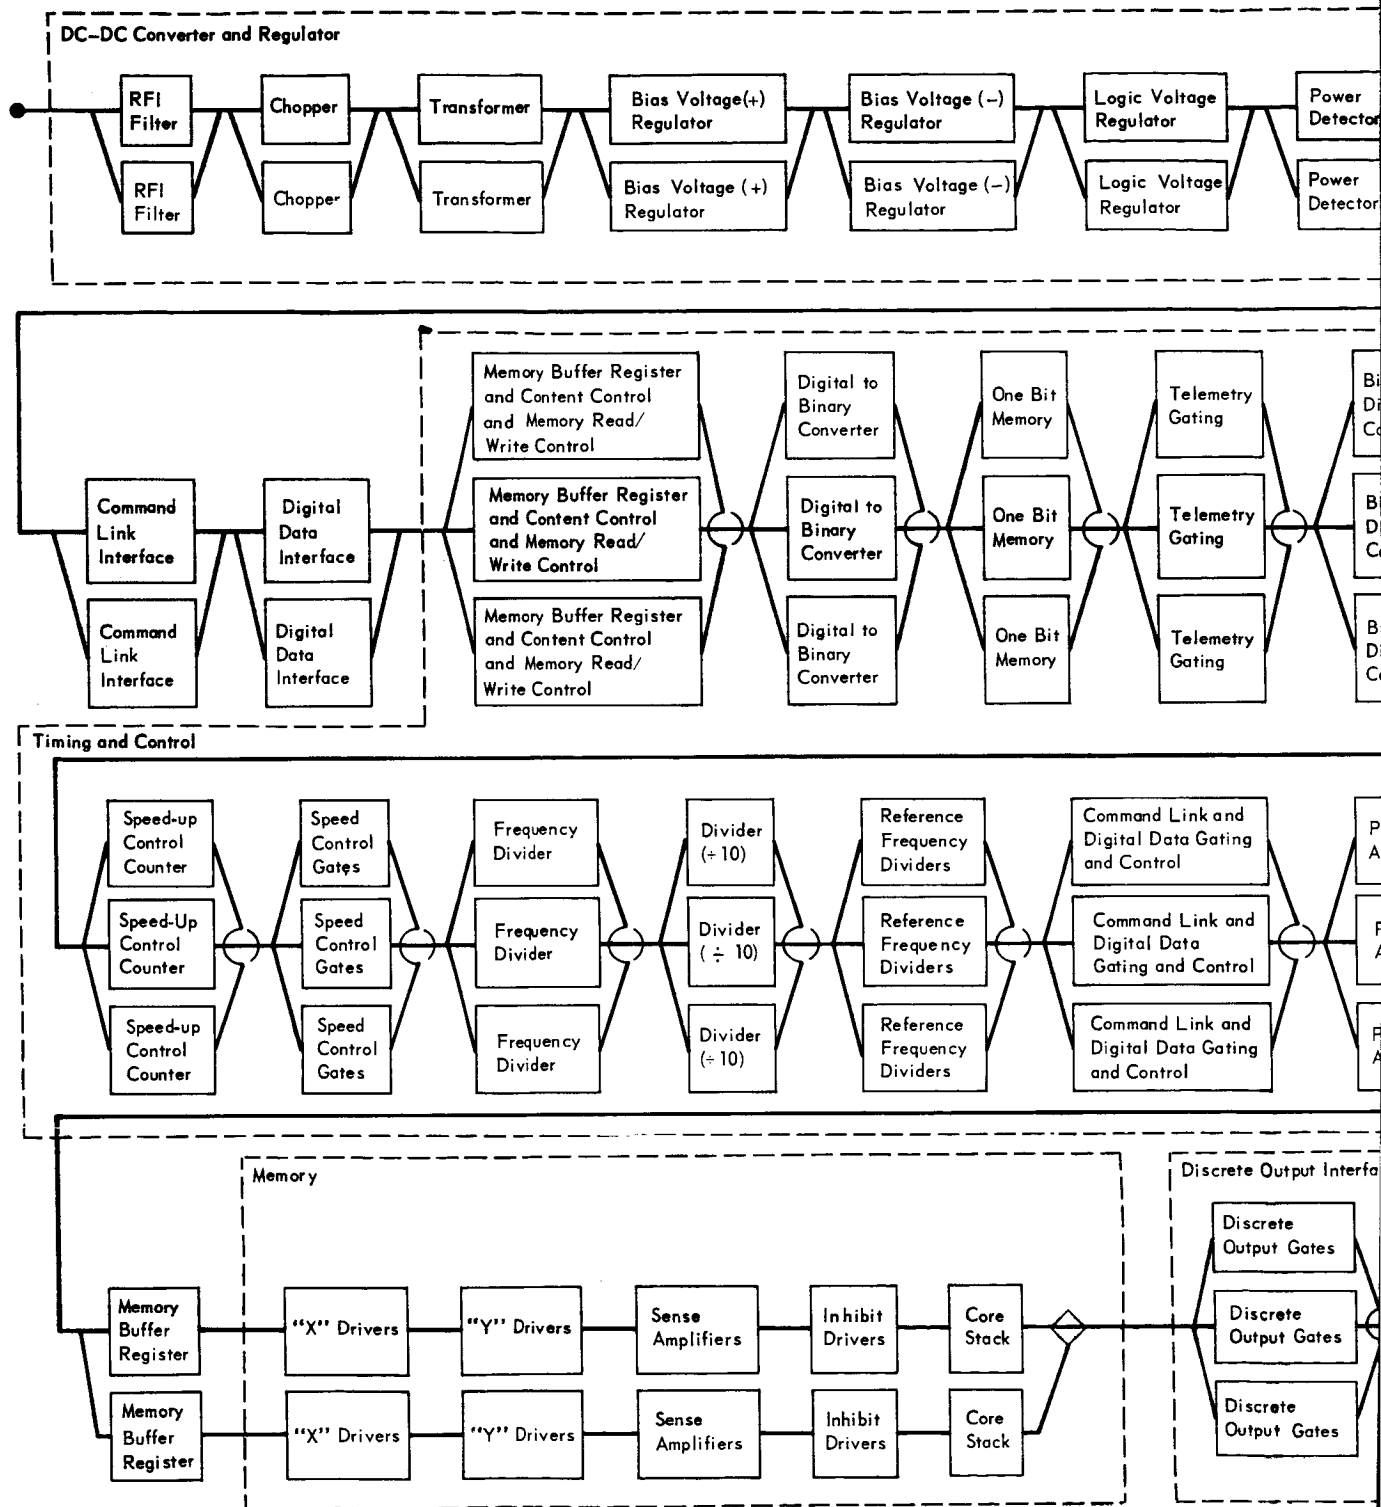 DC-DC Converter and Regulator
RFI
Filter
Chopper
Transformer
Bias Voltage(+)
Regulator
Bias Voltage (-)
Regulator
Logic Voltage
Regulator
Power
Detector
RFI
Filter
Chopper
Transformer
Bias Voltage (+)
Regulator
Bias Voltage (-)
Regulator
Logic Voltage
Regulator
Power
Detector
Memory Buffer Register
and Content Control
and Memory Read/
Write Control
Digital to
Binary
Converter
One Bit
Memory
Telemetry
Gating
Command
Link
Interface
Digital
Data
Interface
Memory Buffer Register
and Content Control
and Memory Read/
Write Control
Digital to
Binary
Converter
One Bit
Memory
Telemetry
Gating
Command
Link
Interface
Digital
Data
Interface
Memory Buffer Register
and Content Control
and Memory Read/
Write Control
Digital to
Binary
Converter
One Bit
Memory
Telemetry
Gating
Timing and Control
Speed-up
Control
Counter
Speed
Control
Gates
Frequency
Divider
Divider
(÷10)
Reference
Frequency
Dividers
Command Link and
Digital Data Gating
and Control
Speed-Up
Control
Counter
Speed
Control
Gates
Frequency
Divider
Divider
( ÷ 10)
Reference
Frequency
Dividers
Command Link and
Digital Data
Gating and Control
Speed-up
Control
Counter
Speed
Control
Gates
Frequency
Divider
Divider
(÷10)
Reference
Frequency
Dividers
Command Link and
Digital Data Gating
and Control
Memory
Discrete Output Interfa
Discrete
Output Gates
Memory
Buffer
Register
"X" Drivers
"Y" Drivers
Sense
Amplifiers
Inhibit
Drivers
Core
Stack
Discrete
Output Gates
Memory
Buffer
Register
"X" Drivers
"Y" Drivers
Sense
Amplifiers
Inhibit
Drivers
Core
Stack
Discrete
Output Gates